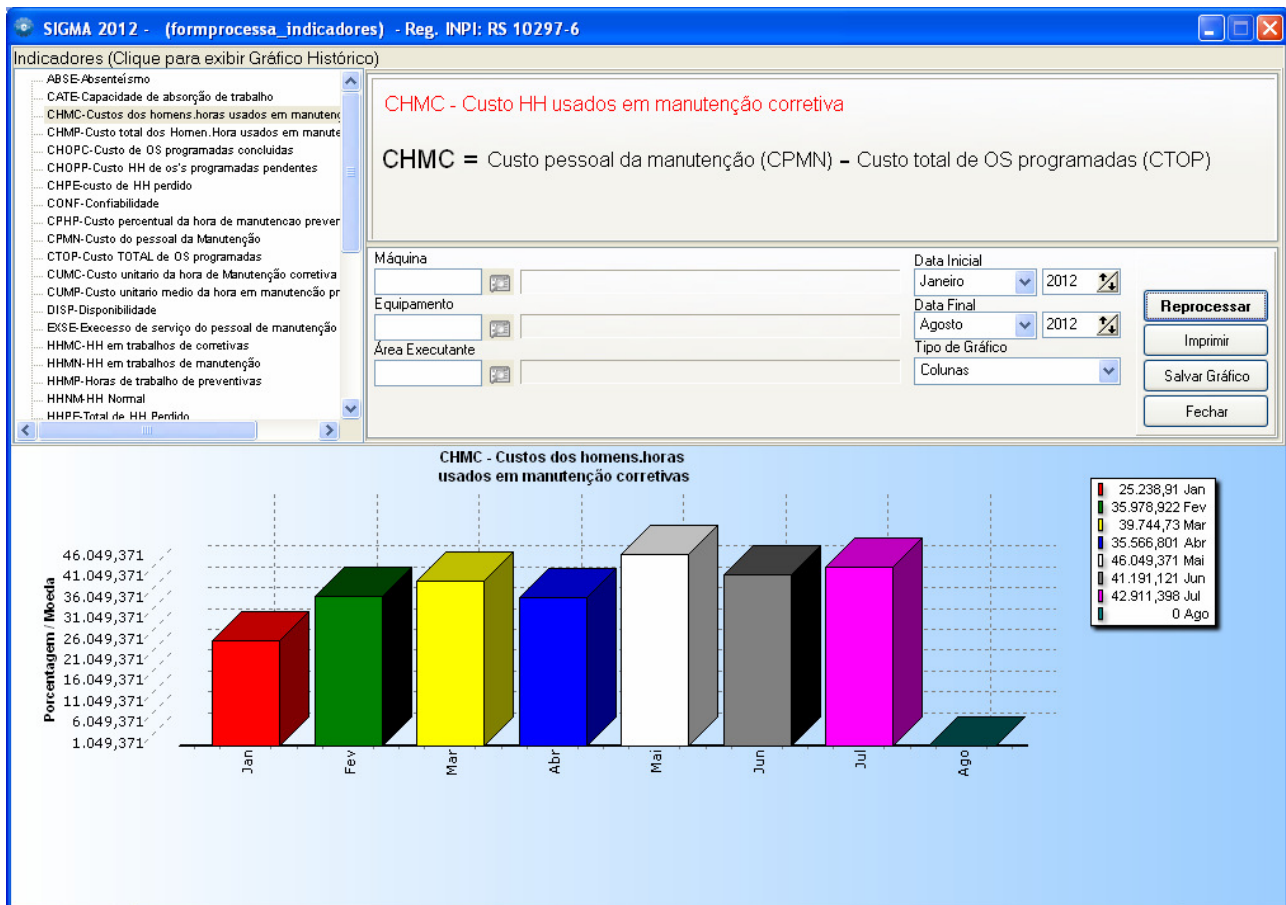 SIGMA 2012 - (formprocessa_indicadores) - Reg. INPI: RS 10297-6
Indicadores (Clique para exibir Gráfico Histórico)
ABSE-Absenteísmo
CATE-Capacidade de absorção de trabalho
CHMC-Custos dos homens.horas usados em manutenç
CHMP-Custo total dos Homen.Hora usados em manute
CHOPC-Custo de OS programadas concluidas
CHOPP-Custo HH de os's programadas pendentes
CHPE-custo de HH perdido
CONF-Confiabilidade
CPHP-Custo percentual da hora de manutencao prever
CPMN-Custo do pessoal da Manutenção
CTOP-Custo TOTAL de OS programadas
CUMC-Custo unitario da hora de Manutenção corretiva
CUMP-Custo unitario medio da hora em manutencão pr
DISP-Disponibilidade
EXSE-Execesso de serviço do pessoal de manutenção
HHMC-HH em trabalhos de corretivas
HHMN-HH em trabalhos de manutenção
HHMP-Horas de trabalho de preventivas
HHNM-HH Normal
HHPE-Total de HH Perdido
CHMC - Custo HH usados em manutenção corretiva
CHMC = Custo pessoal da manutenção (CPMN) - Custo total de OS programadas (CTOP)
Máquina
Equipamento
Área Executante
Data Inicial
Janeiro 2012
Data Final
Agosto 2012
Tipo de Gráfico
Colunas
Reprocessar
Imprimir
Salvar Gráfico
Fechar
CHMC - Custos dos homens.horas
usados em manutenção corretivas
Porcentagem / Moeda
46.049,371
41.049,371
36.049,371
31.049,371
26.049,371
21.049,371
16.049,371
11.049,371
6.049,371
1.049,371
Jan
Fev
Mar
Abr
Mai
Jun
Jul
Ago
25.238,91 Jan
35.978,922 Fev
39.744,73 Mar
35.566,801 Abr
46.049,371 Mai
41.191,121 Jun
42.911,398 Jul
0 Ago